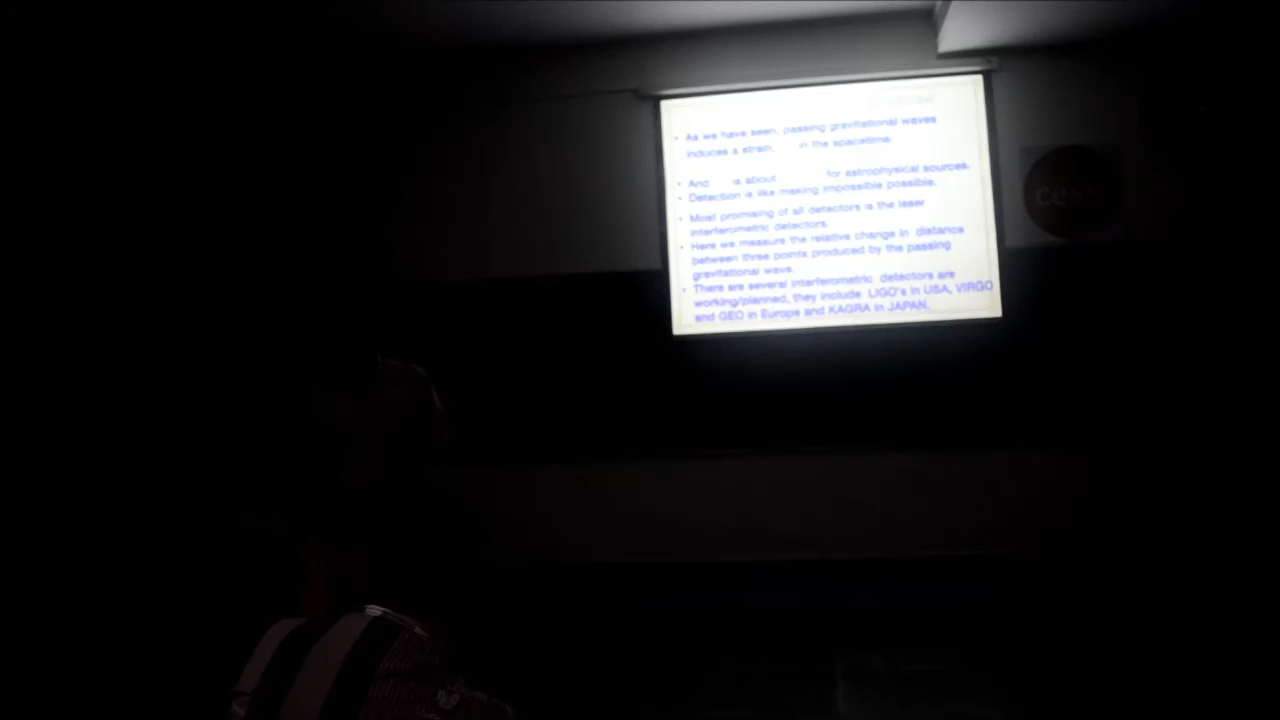 • As we have seen, passing gravitational waves
induces a strain, in the spacetime.
• And is about for astrophysical sources.
• Detection is like making impossible possible.
• Most promising of all detectors is the laser
interferometric detectors.
• Here we measure the relative change in distance
between three points produced by the passing
gravitational wave.
• There are several interferometric detectors are
working/planned, they include LIGO's in USA, VIRGO
and GEO in Europe and KAGRA in JAPAN.